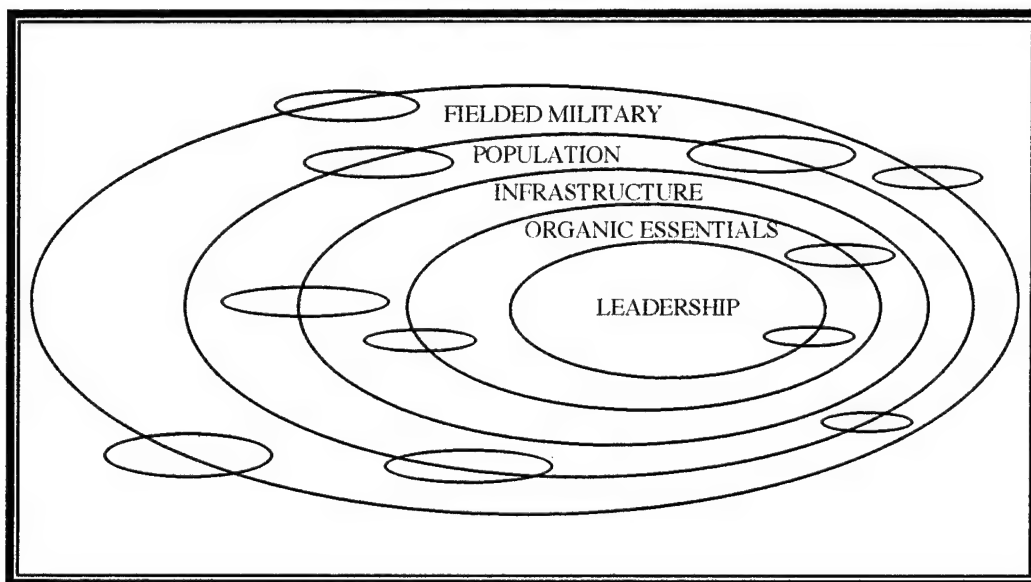 FIELDED MILITARY
POPULATION
INFRASTRUCTURE
ORGANIC ESSENTIALS
LEADERSHIP